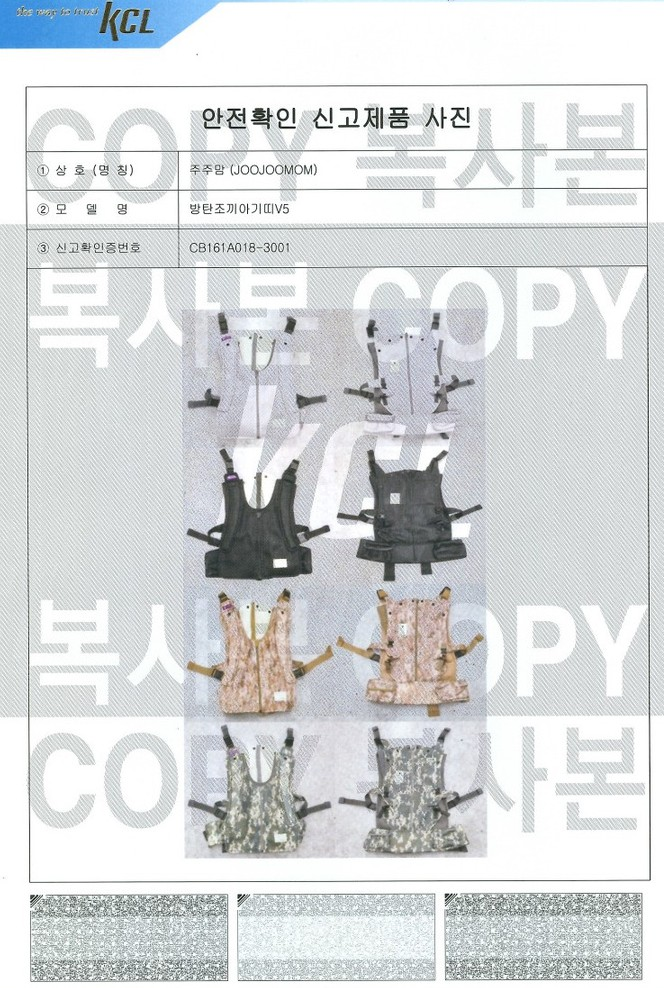 the way to trust KCL
안전확인 신고제품 사진
① 상 호 (명 칭) 주주맘 (JOOJOOMOM)
② 모 델 명 방탄조끼아기띠V5
③ 신고확인증번호 CB161A018-3001
COPY 복사본
복사본 COPY
KCL
복사본 COPY
COPY 복사본